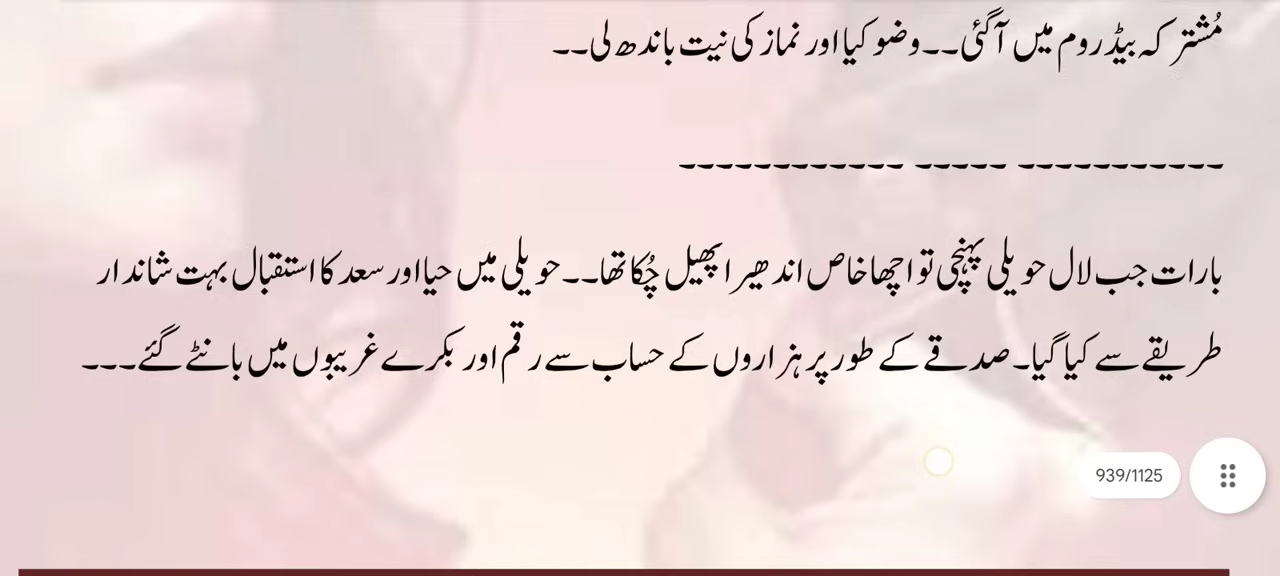 مُشترکہ بیڈروم میں آگئی۔۔وضو کیا اور نماز کی نیت باندھ لی۔۔
۔۔۔۔۔۔۔۔۔۔۔ ۔۔۔۔۔ ۔۔۔۔۔۔۔۔۔۔۔۔
بارات جب لال حویلی پہنچی تو اچھا خاص اندھیرا پھیل چُکا تھا۔۔حویلی میں حیا اور سعد کا استقبال بہت شاندار
طریقے سے کیا گیا۔ صدقے کے طور پر ہزاروں کے حساب سے رقم اور بکرے غریبوں میں بانٹے گئے۔۔۔
939/1125